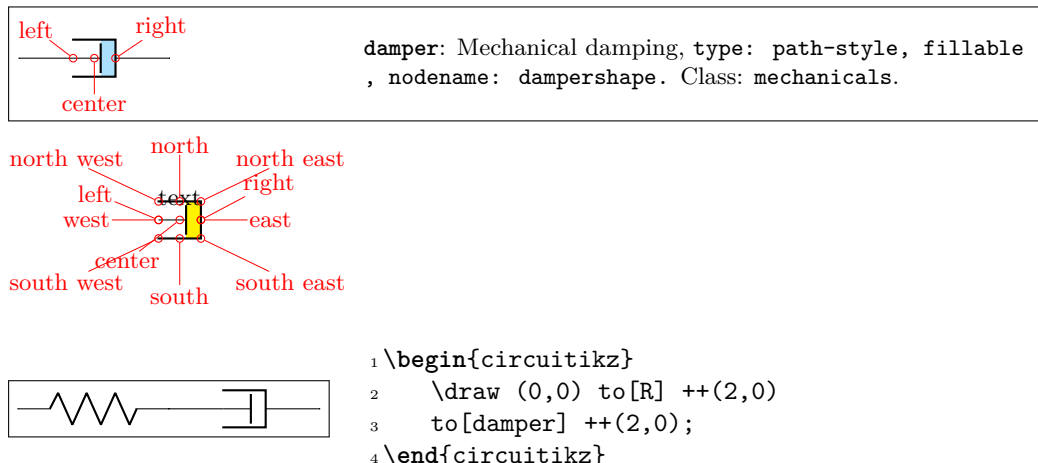 left
right
center
damper: Mechanical damping, type: path-style, fillable
, nodename: dampershape. Class: mechanicals.
north
north west
north east
text
right
left
west
east
center
south west
south east
south
1 \begin{circuitikz}
2 \draw (0,0) to[R] ++(2,0)
3 to[damper] ++(2,0);
4 \end{circuitikz}